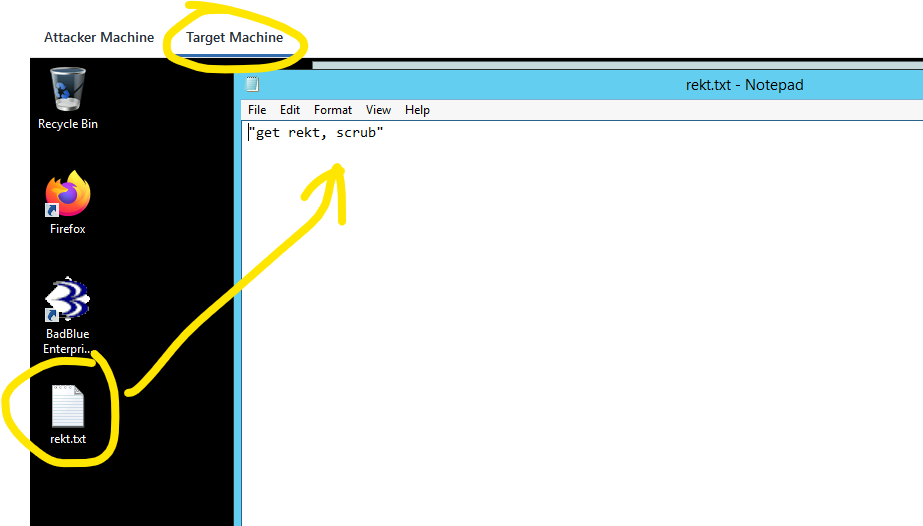 Attacker Machine
Target Machine
Recycle Bin
Firefox
BadBlue
Enterpri...
rekt.txt
rekt.txt - Notepad
File Edit Format View Help
"get rekt, scrub"